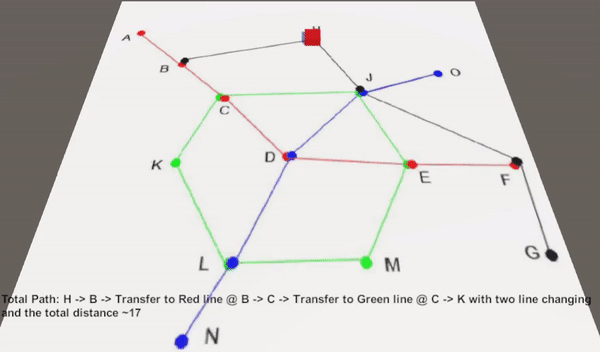 H
A
B
J
O
C
K
D
E
F
G
L
M
Total Path: H -> B -> Transfer to Red line @ B -> C -> Transfer to Green line @ C -> K with two line changing
and the total distance ~17
N